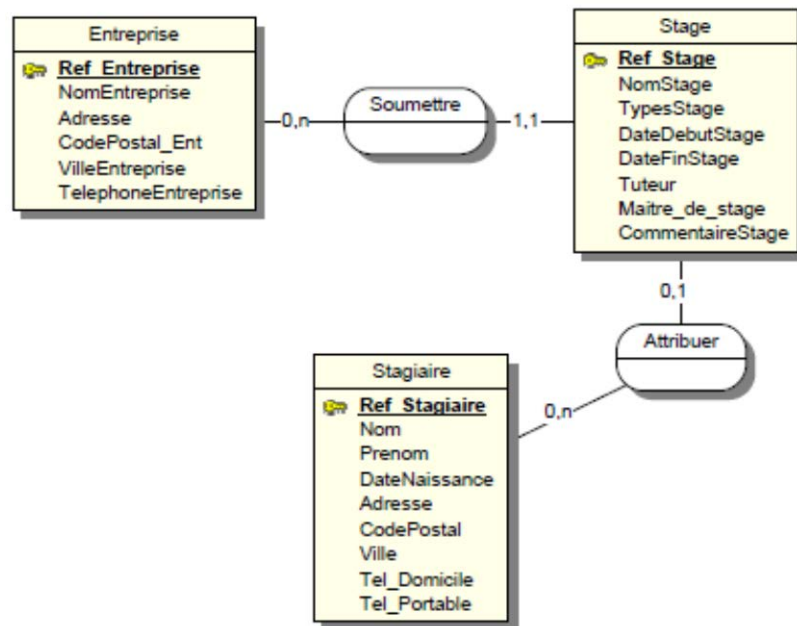 Entreprise
Ref_Entreprise
NomEntreprise
Adresse
CodePostal_Ent
VilleEntreprise
TelephoneEntreprise
0,n
Soumettre
1,1
Stage
Ref_Stage
NomStage
TypesStage
DateDebutStage
DateFinStage
Tuteur
Maitre_de_stage
CommentaireStage
0,1
Attribuer
0,n
Stagiaire
Ref_Stagiaire
Nom
Prenom
DateNaissance
Adresse
CodePostal
Ville
Tel_Domicile
Tel_Portable